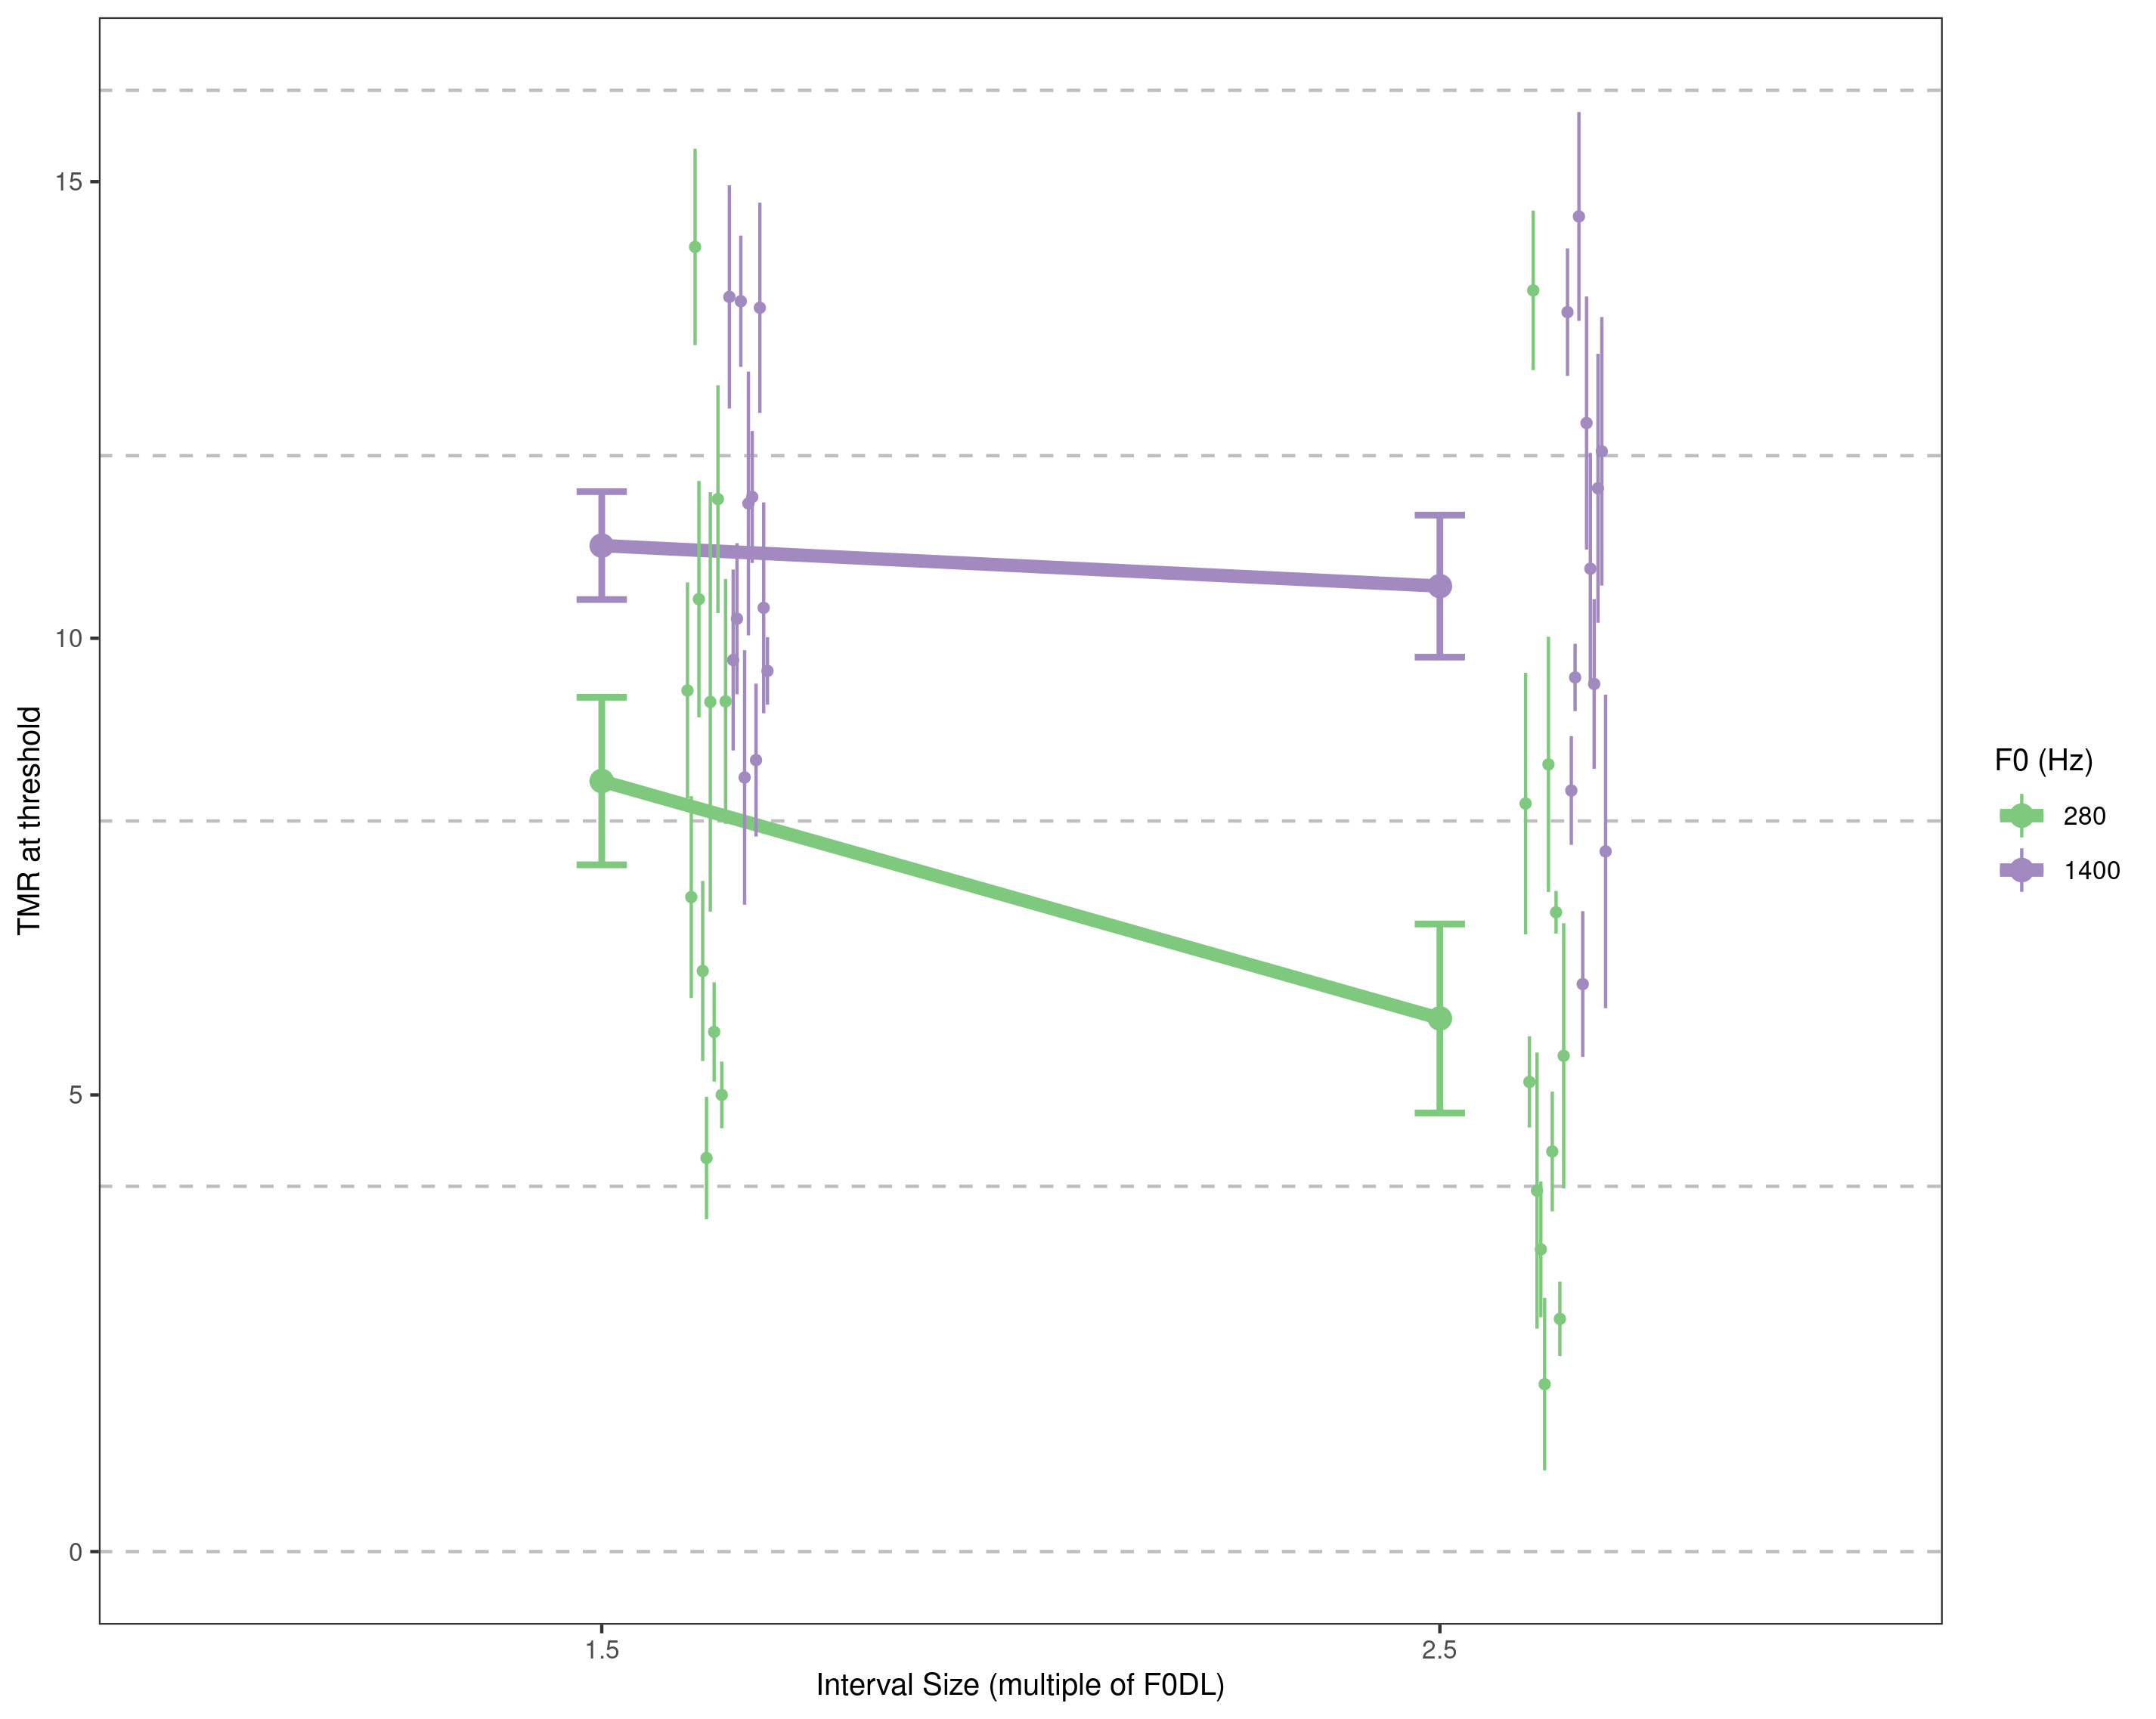 15
10
5
0
TMR at threshold
1.5
2.5
Interval Size (multiple of F0DL)
F0 (Hz)
280
1400